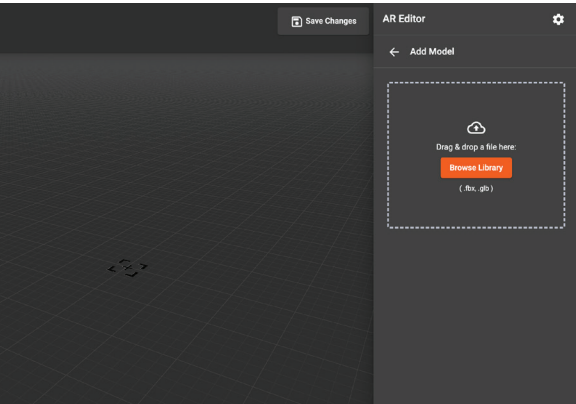 Save Changes
AR Editor
Add Model
Drag & drop a file here:
Browse Library
( .fbx, .glb )